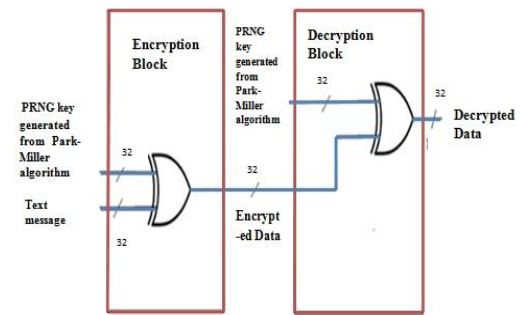 Encryption
Block
PRNG key
generated
from Park-
Miller
algorithm
32
Text
message
32
32
Encrypt
-ed Data
PRNG key
generated
from
Park-Miller
algorithm
Decryption
Block
32
32
Decrypted
Data